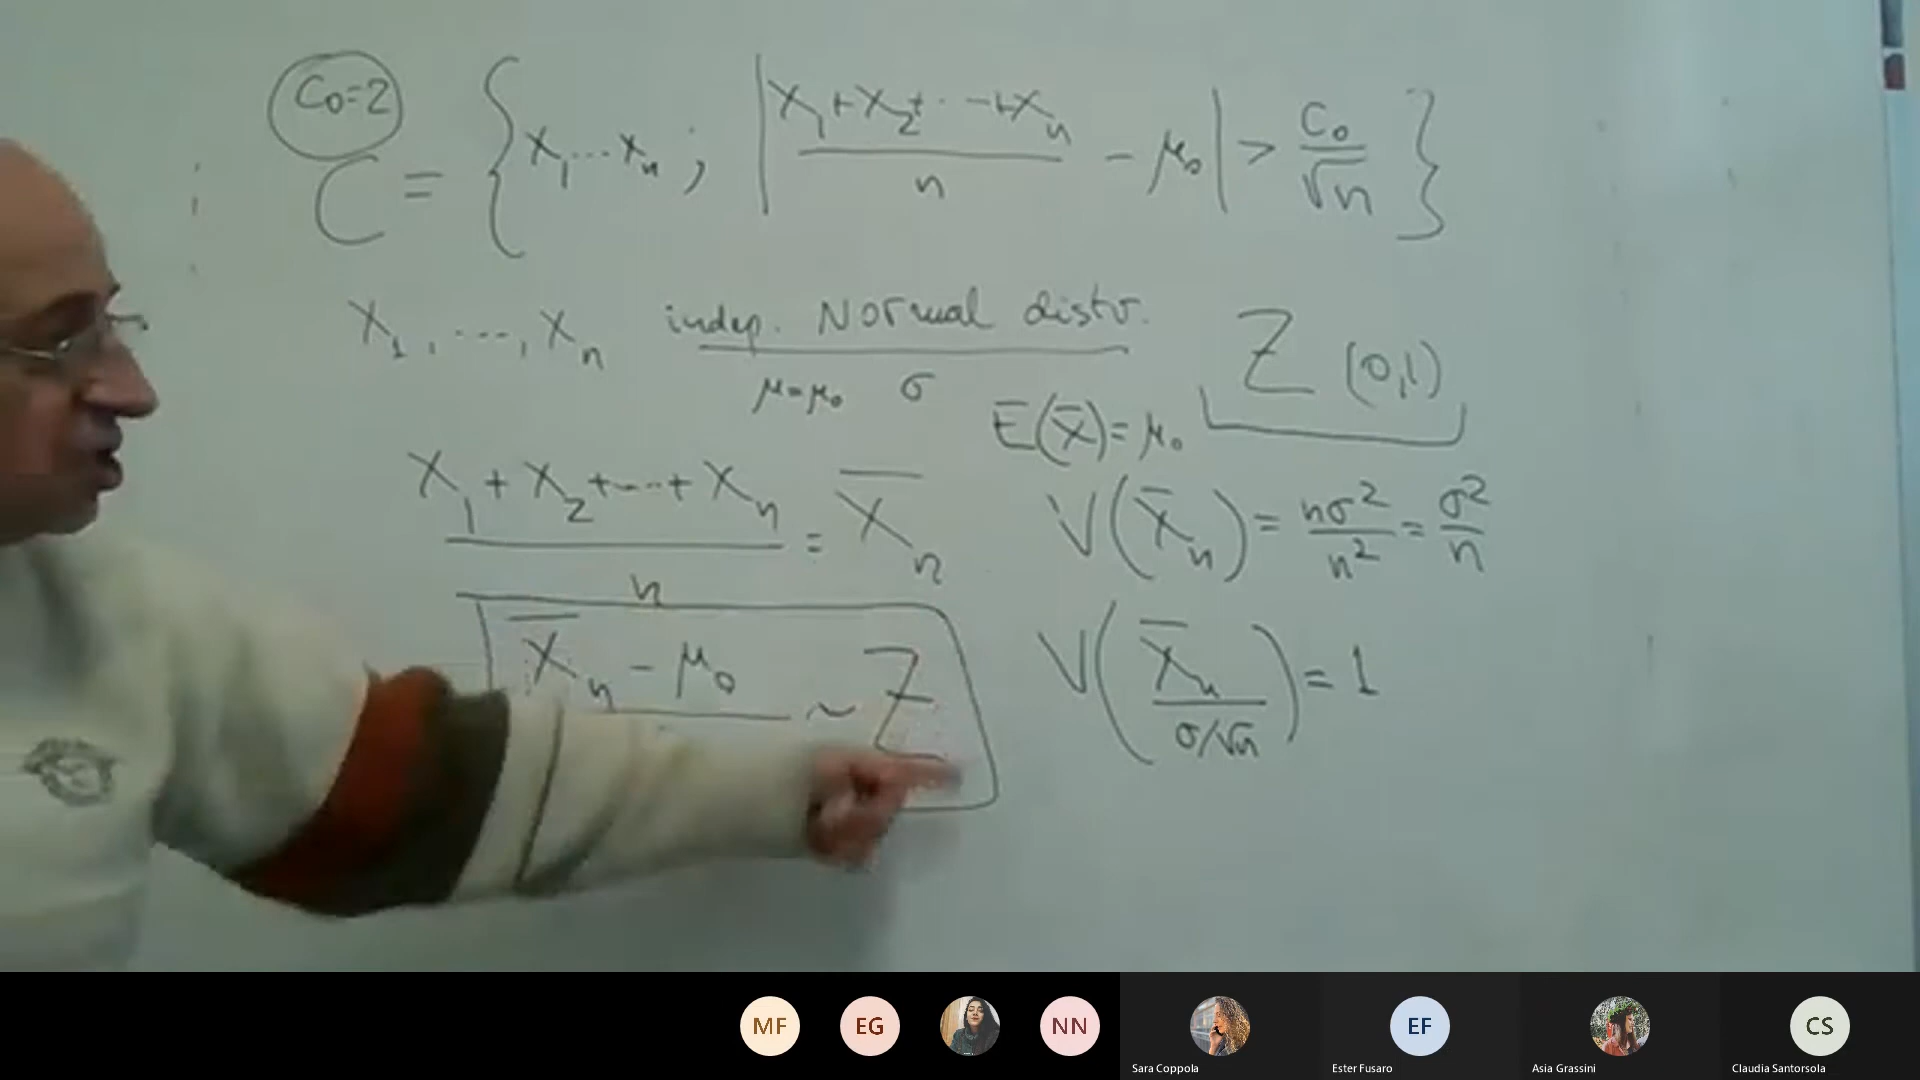 C₀=2
C = { x₁...xₙ ; | (X₁+X₂+...+Xₙ)/n − μ₀ | > C₀/√n }
X₁, ..., Xₙ indep. Normal distr. Z (0,1)
μ=μ₀ σ
E(X̄) = μ₀
(X₁+X₂+...+Xₙ)/n = X̄ₙ V(X̄ₙ) = nσ²/n² = σ²/n
X̄ₙ − μ₀ ~ Z V(X̄ₙ/(σ/√n)) = 1
MF EG NN EF CS
Sara Coppola Ester Fusaro Asia Grassini Claudia Santorsola